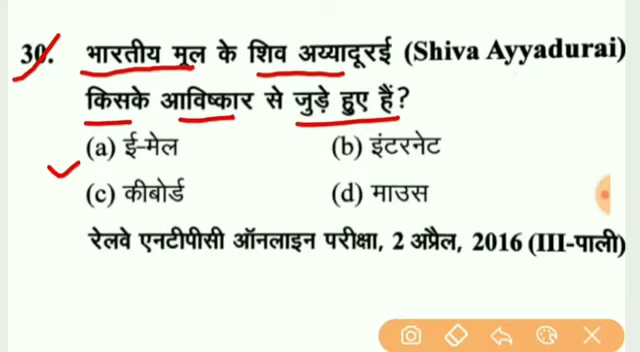 30. भारतीय मूल के शिव अय्यादूरई (Shiva Ayyadurai)
किसके आविष्कार से जुड़े हुए हैं?
(a) ई-मेल (b) इंटरनेट
(c) कीबोर्ड (d) माउस
रेलवे एनटीपीसी ऑनलाइन परीक्षा, 2 अप्रैल, 2016 (III-पाली)